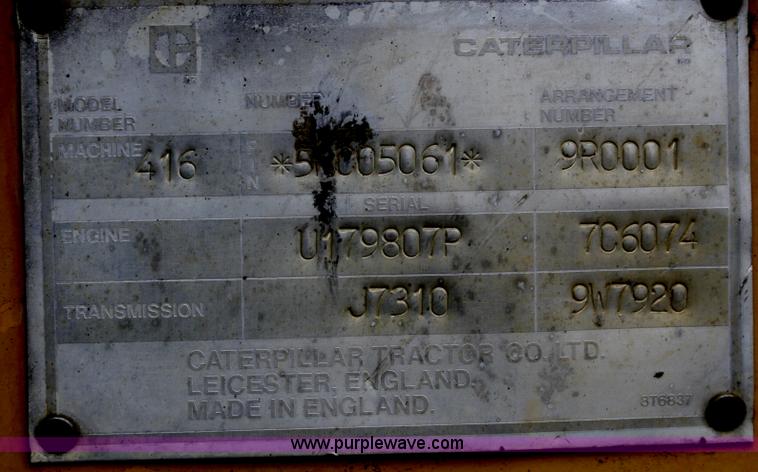 C CATERPILLAR
MODEL NUMBER NUMBER ARRANGEMENT NUMBER
MACHINE 416 PIN 9R0001
SERIAL
ENGINE U179807P 7C6074
TRANSMISSION J7310 9W7920
CATERPILLAR TRACTOR CO. LTD.
LEICESTER, ENGLAND.
MADE IN ENGLAND.
8T6837
www.purplewave.com